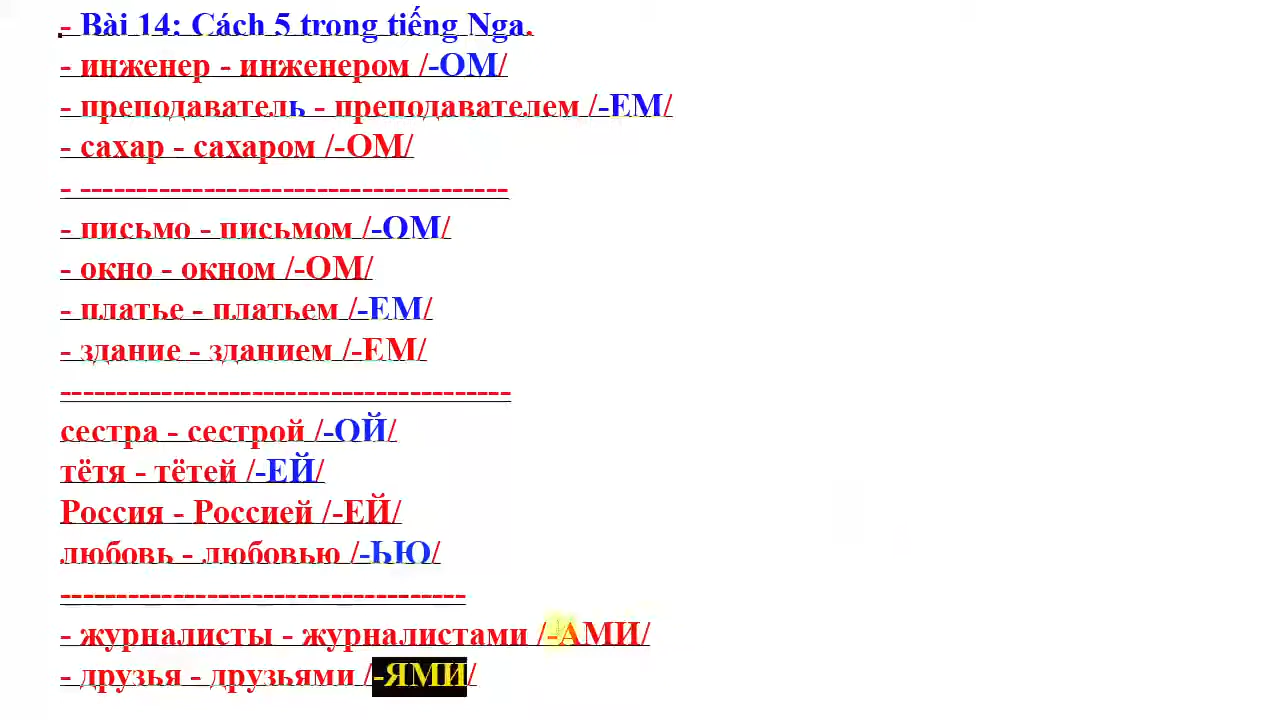 - Bài 14: Cách 5 trong tiếng Nga.
- инженер - инженером /-ОМ/
- преподаватель - преподавателем /-ЕМ/
- сахар - сахаром /-ОМ/
- --------------------------------------
- письмо - письмом /-ОМ/
- окно - окном /-ОМ/
- платье - платьем /-ЕМ/
- здание - зданием /-ЕМ/
----------------------------------------
сестра - сестрой /-ОЙ/
тётя - тётей /-ЕЙ/
Россия - Россией /-ЕЙ/
любовь - любовью /-ЬЮ/
------------------------------------
- журналисты - журналистами /-АМИ/
- друзья - друзьями /-ЯМИ/